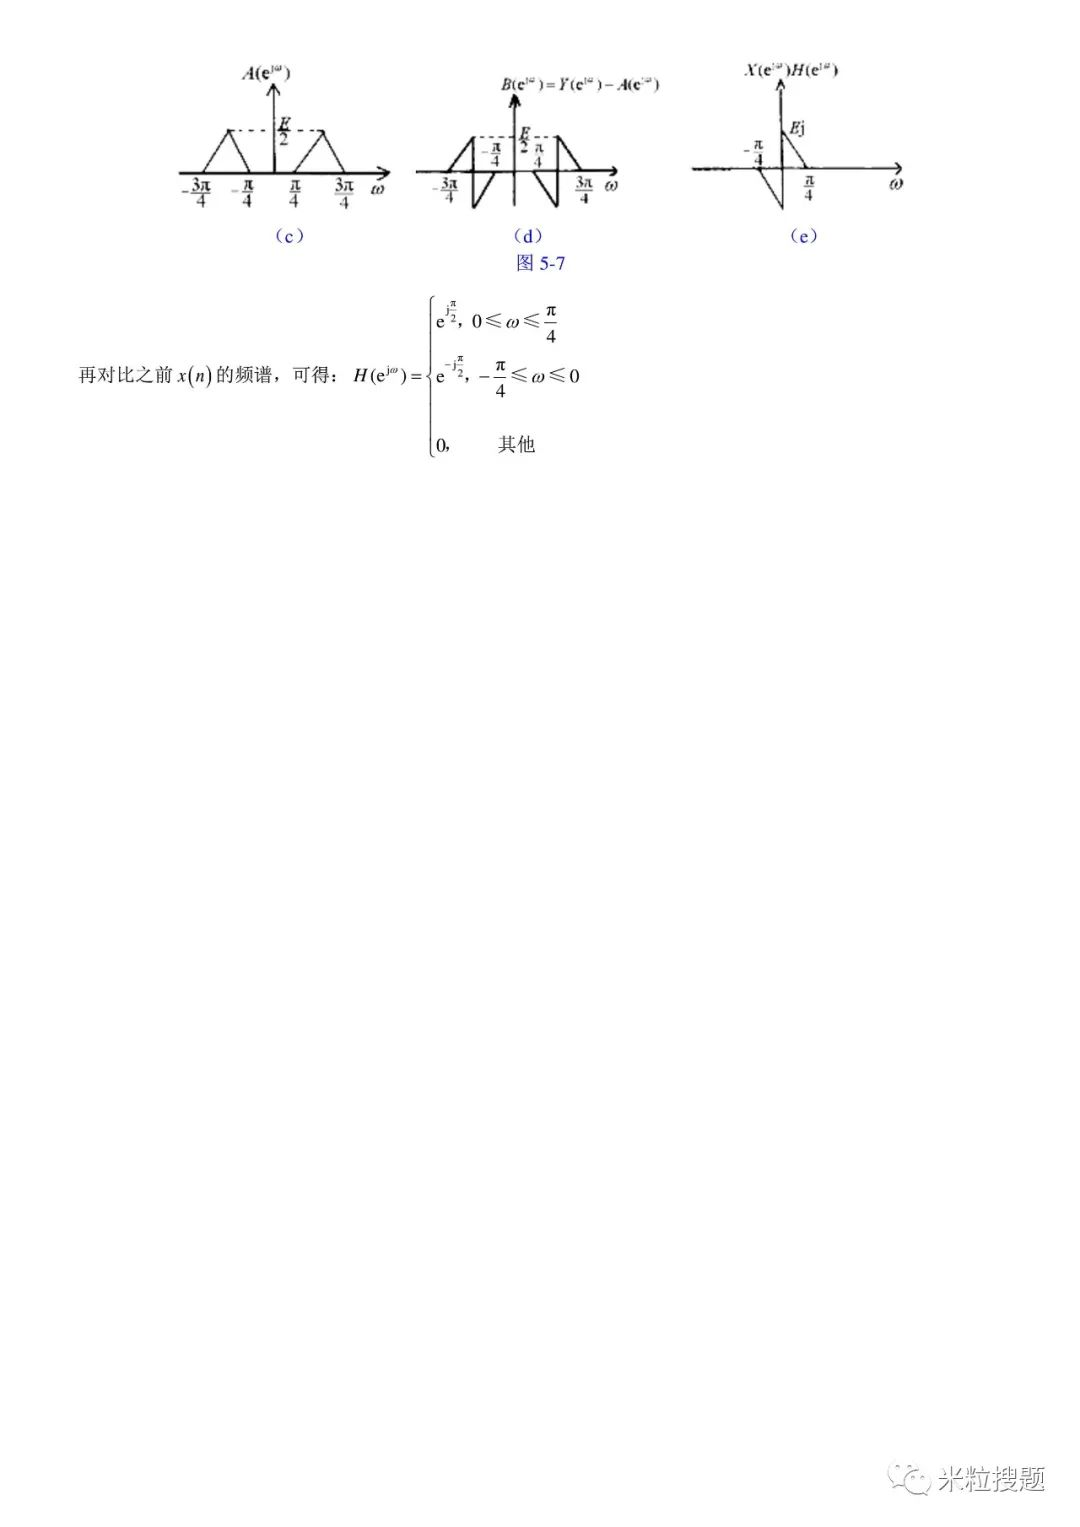 A(e^{jω}) B(e^{jω})=Y(e^{jω})-A(e^{jω}) X(e^{jω})H(e^{jω})
E/2 E/2 Ej
-3π/4 -π/4 π/4 3π/4 ω
-3π/4 -π/4 π/4 3π/4 ω
-π/4 π/4 ω
（c） （d） （e）
图 5-7
再对比之前 x(n) 的频谱，可得： H(e^{jω})=
e^{jπ/2}， 0≤ω≤π/4
e^{-jπ/2}， -π/4≤ω≤0
0， 其他
米粒搜题